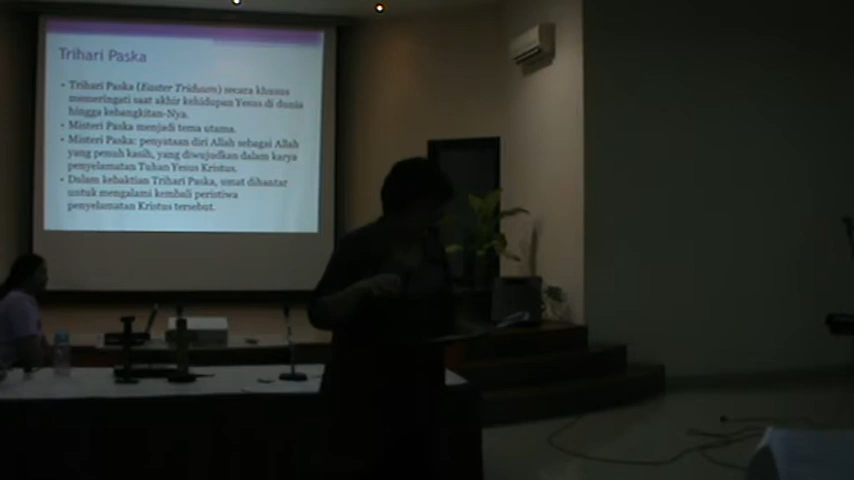 Trihari Paska
• Trihari Paska (Easter Triduum) secara khusus
memeringati saat akhir kehidupan Yesus di dunia
hingga kebangkitan-Nya.
• Misteri Paska menjadi tema utama.
• Misteri Paska: penyataan diri Allah sebagai Allah
yang penuh kasih, yang diwujudkan dalam karya
penyelamatan Tuhan Yesus Kristus.
• Dalam kebaktian Trihari Paska, umat dihantar
untuk mengalami kembali peristiwa
penyelamatan Kristus tersebut.